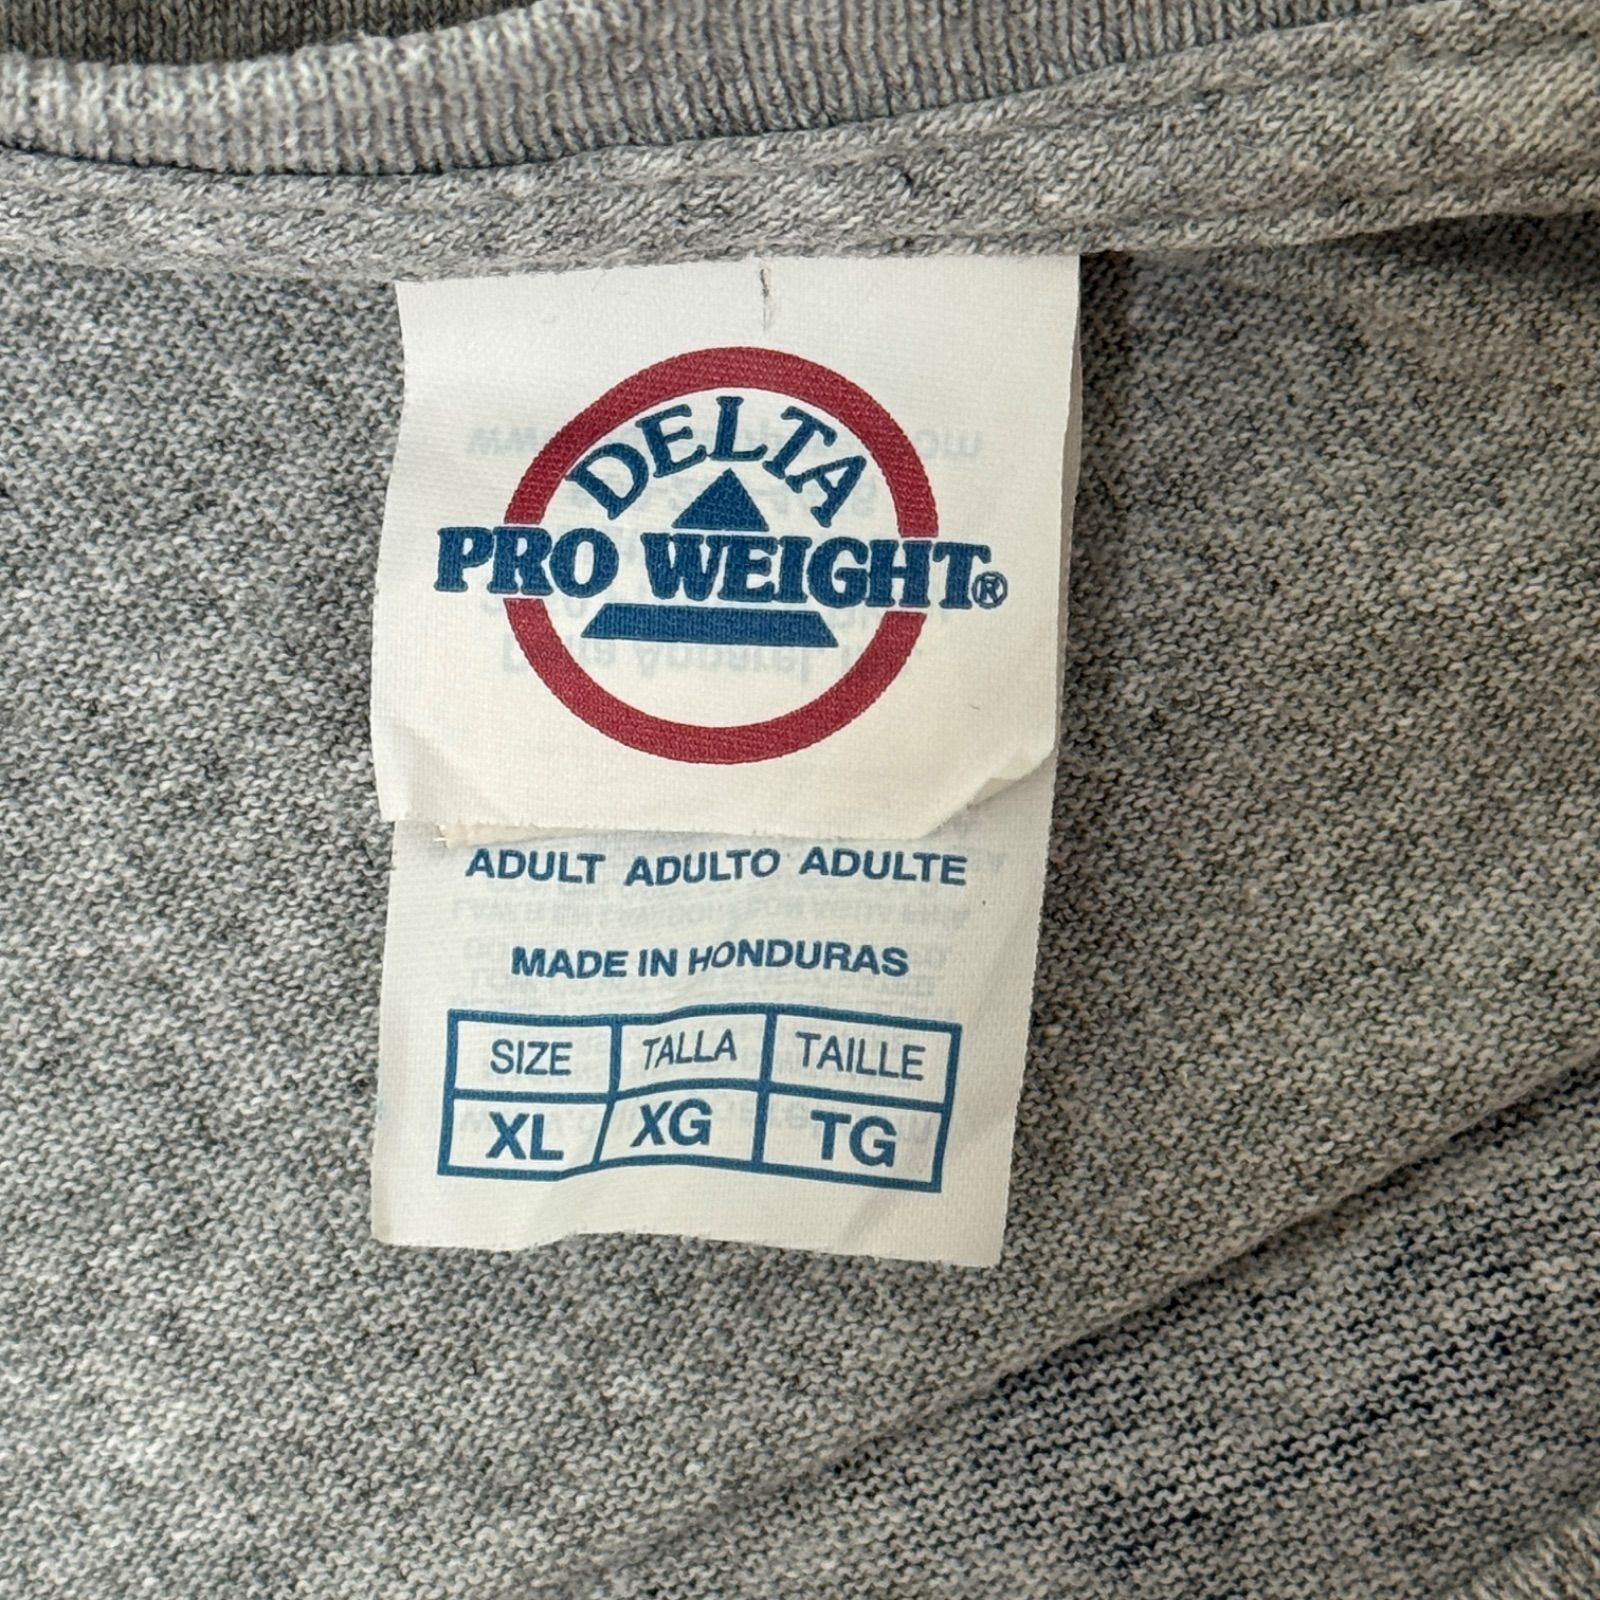 DELTA
PRO WEIGHT®
ADULT ADULTO ADULTE
MADE IN HONDURAS
SIZE TALLA TAILLE
XL XG TG